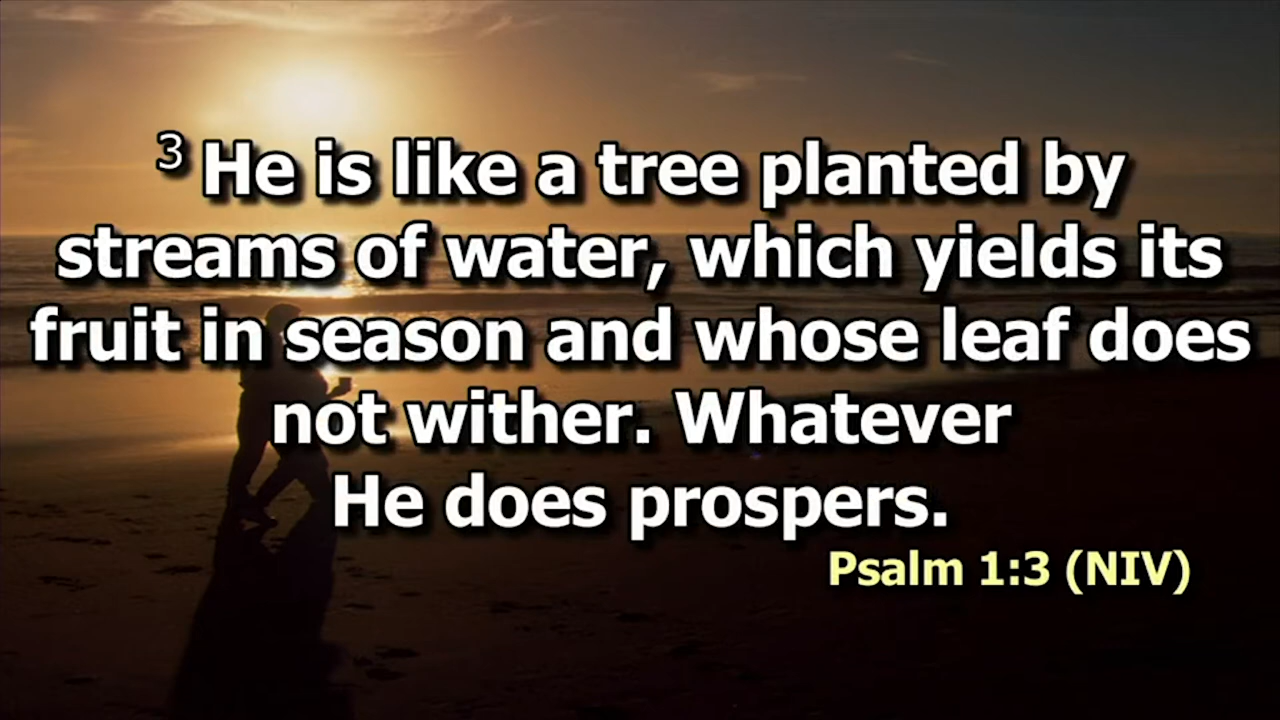 3 He is like a tree planted by
streams of water, which yields its
fruit in season and whose leaf does
not wither. Whatever
He does prospers.
Psalm 1:3 (NIV)